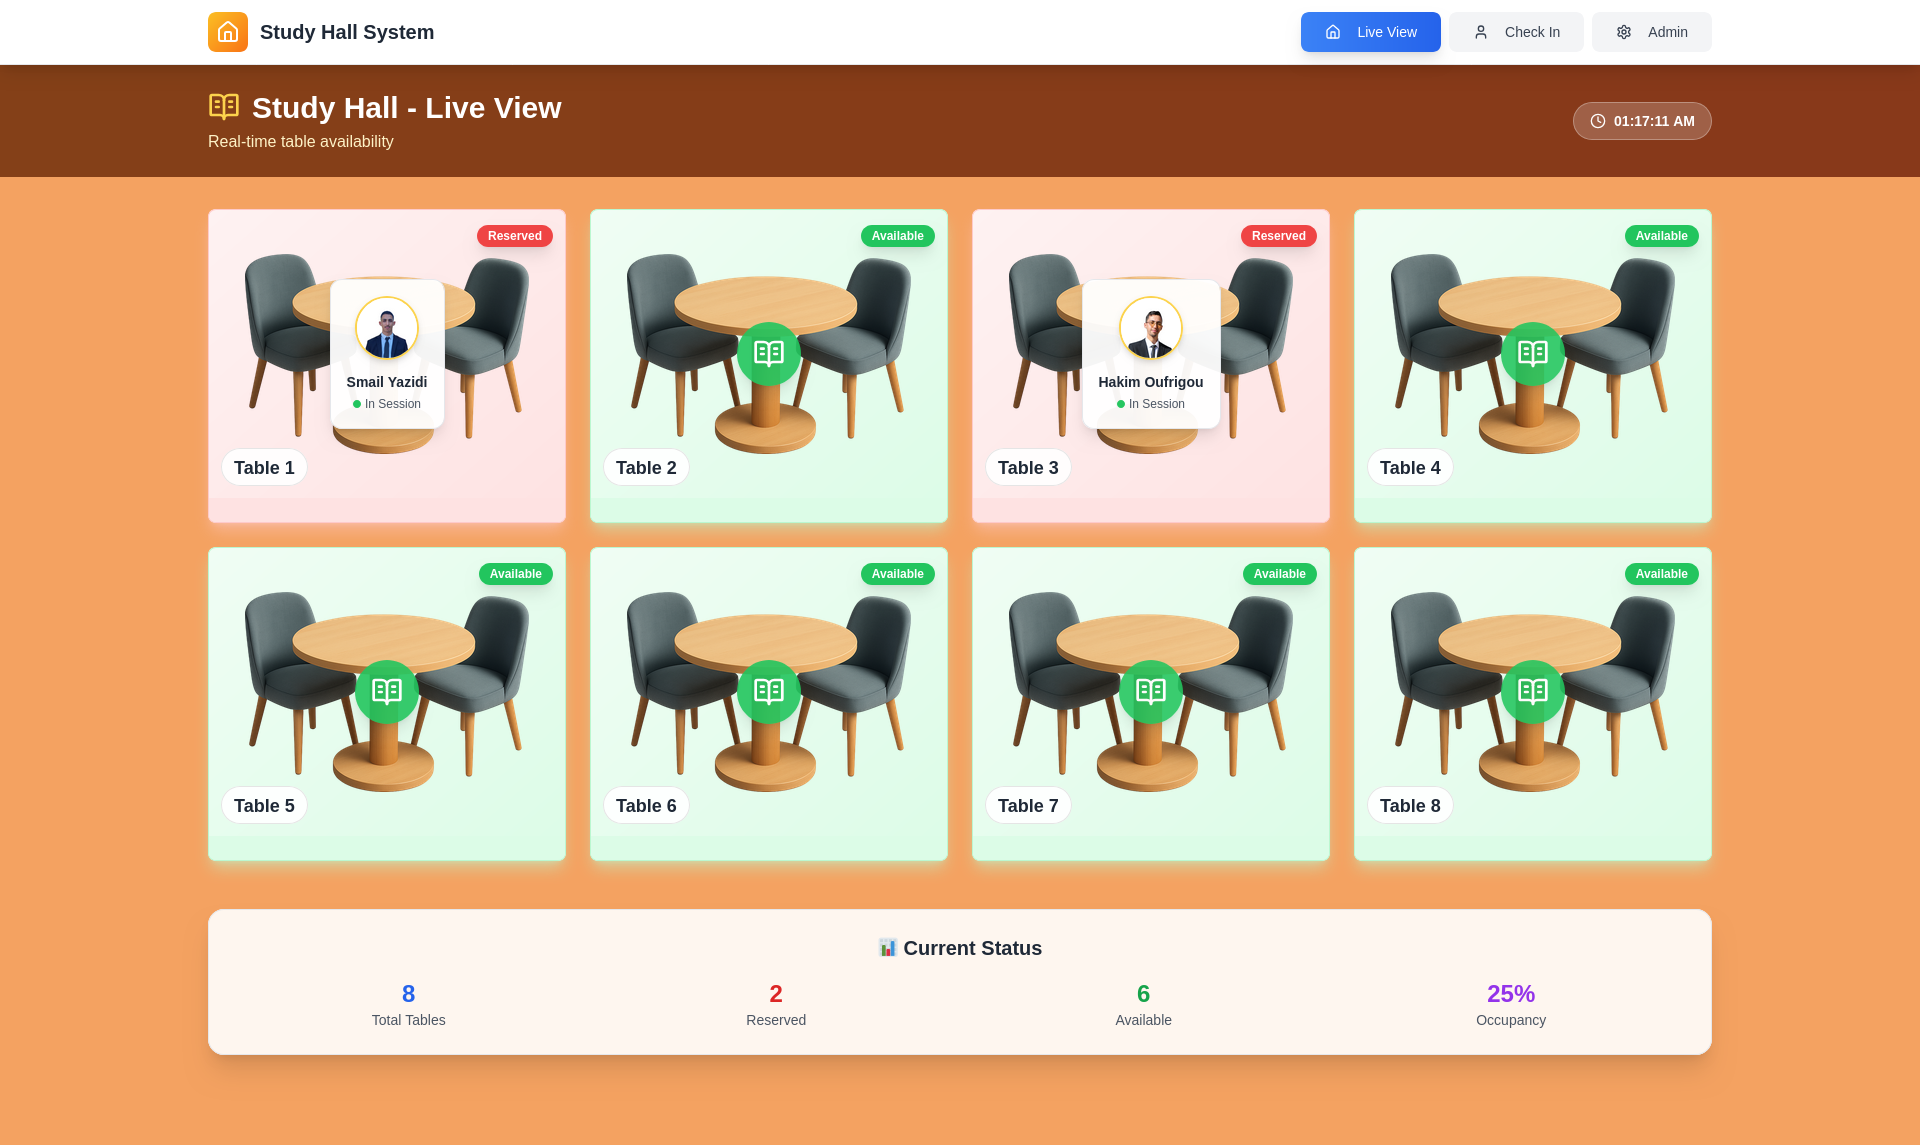 Study Hall System
Live View
Check In
Admin
Study Hall - Live View
Real-time table availability
01:17:11 AM
Reserved
Smail Yazidi
In Session
Table 1
Available
Table 2
Reserved
Hakim Oufrigou
In Session
Table 3
Available
Table 4
Available
Table 5
Available
Table 6
Available
Table 7
Available
Table 8
Current Status
8
Total Tables
2
Reserved
6
Available
25%
Occupancy